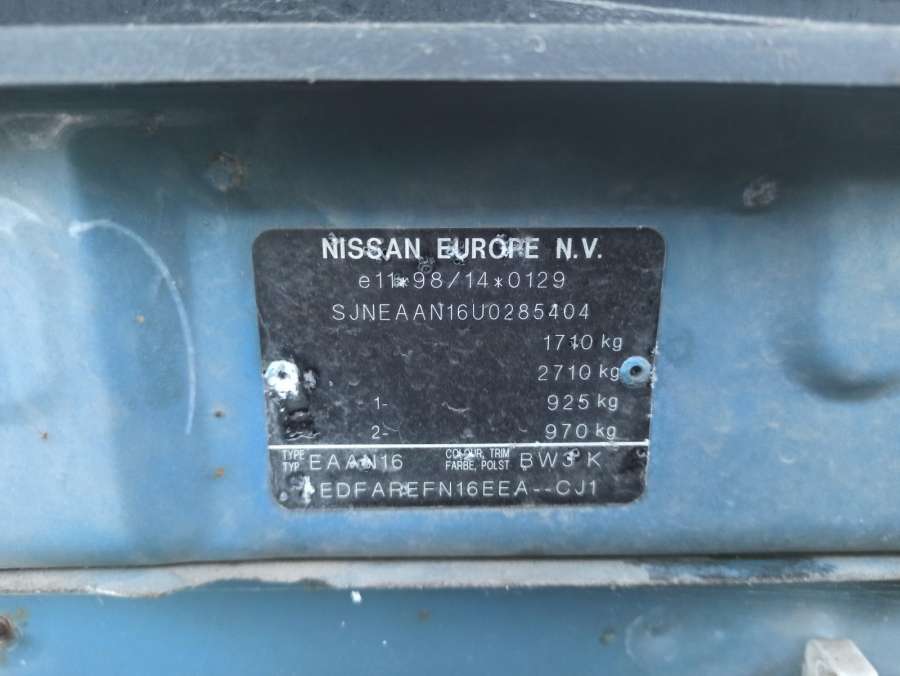 NISSAN EUROPE N.V.
e11*98/14*0129
SJNEAAN16U0285404
1710 kg
2710 kg
1- 925 kg
2- 970 kg
TYPE TYP EAAN16 COLOUR, TRIM FARBE, POLST BW3 K
EDFAREFN16EEA--CJ1